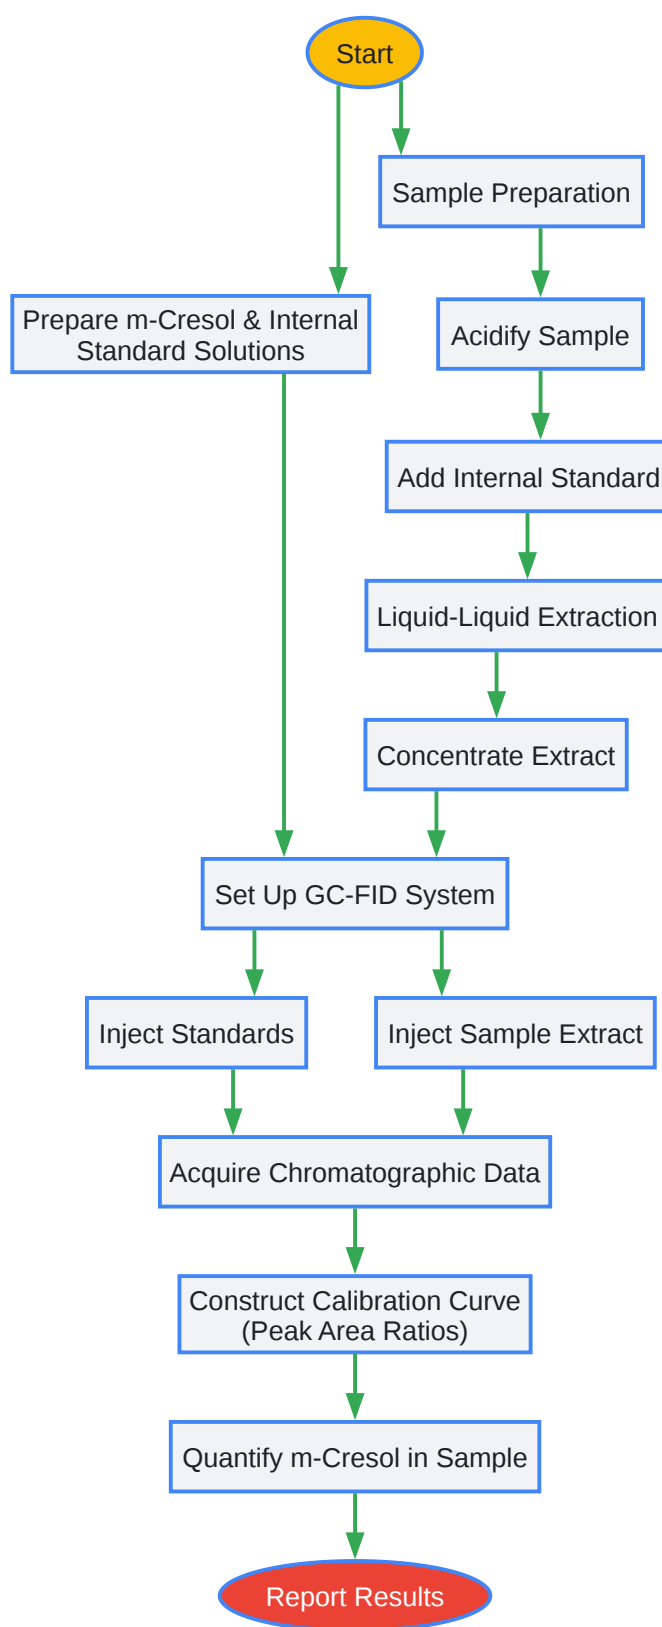 Start
Sample Preparation
Prepare m-Cresol & Internal
Standard Solutions
Acidify Sample
Add Internal Standard
Liquid-Liquid Extraction
Concentrate Extract
Set Up GC-FID System
Inject Standards
Inject Sample Extract
Acquire Chromatographic Data
Construct Calibration Curve
(Peak Area Ratios)
Quantify m-Cresol in Sample
Report Results